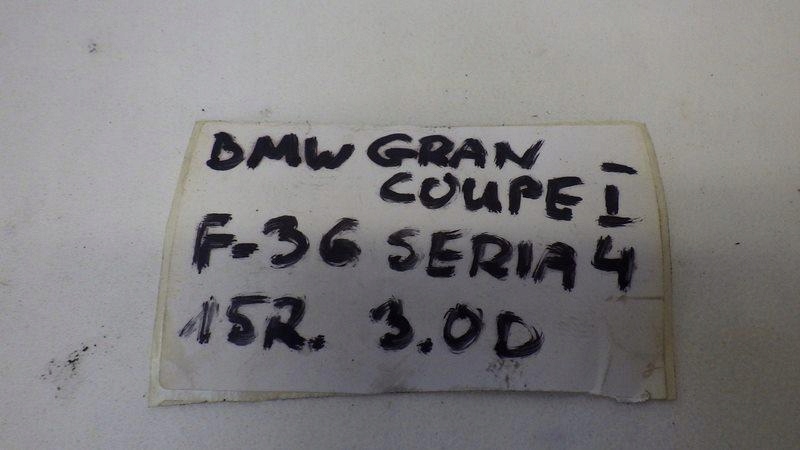 BMW GRAN
COUPE I
F-36 SERIA 4
15R. 3.0D